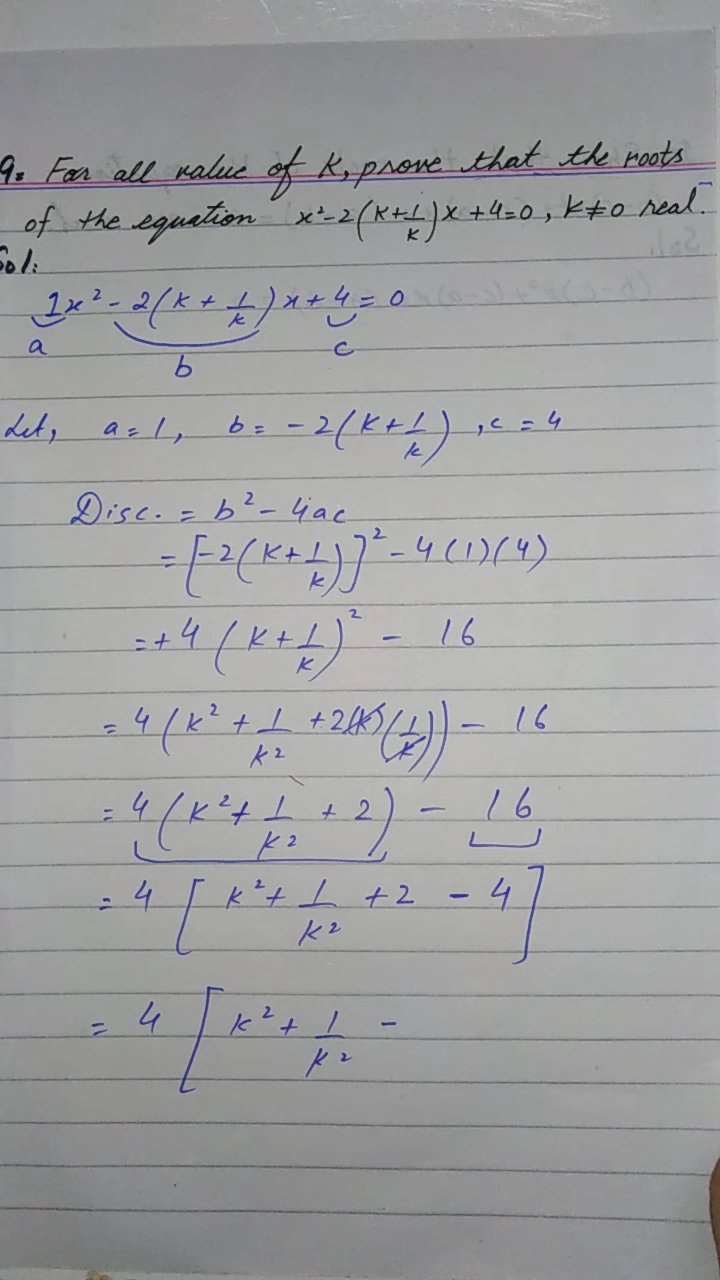 9. For all value of K, prove that the roots
of the equation x²-2(K+1/K)x+4=0, K≠0 real.
Sol:
1x² - 2(K + 1/K)x + 4 = 0
a b c
Let, a=1, b= -2(K+1/K), c = 4
Disc. = b² - 4ac
= [-2(K+1/K)]² - 4(1)(4)
= +4(K+1/K)² - 16
= 4(K² + 1/K² + 2(K)(1/K)) - 16
= 4(K² + 1/K² + 2) - 16
= 4[K² + 1/K² + 2 - 4]
= 4[K² + 1/K² -